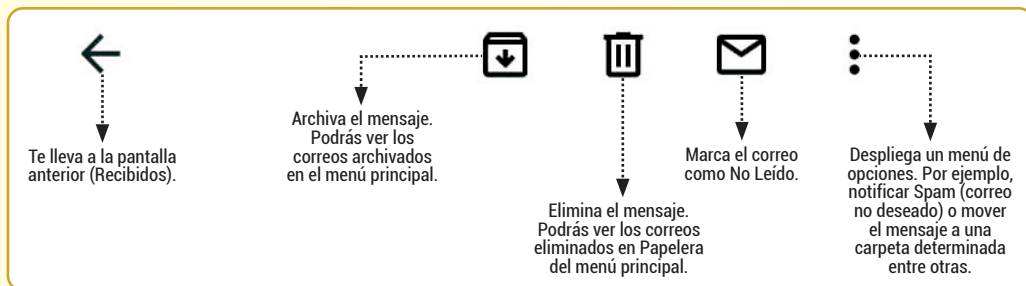 Te lleva a la pantalla
anterior (Recibidos).
Archiva el mensaje.
Podrás ver los
correos archivados
en el menú principal.
Elimina el mensaje.
Podrás ver los correos
eliminados en Papelera
del menú principal.
Marca el correo
como No Leído.
Despliega un menú de
opciones. Por ejemplo,
notificar Spam (correo
no deseado) o mover
el mensaje a una
carpeta determinada
entre otras.